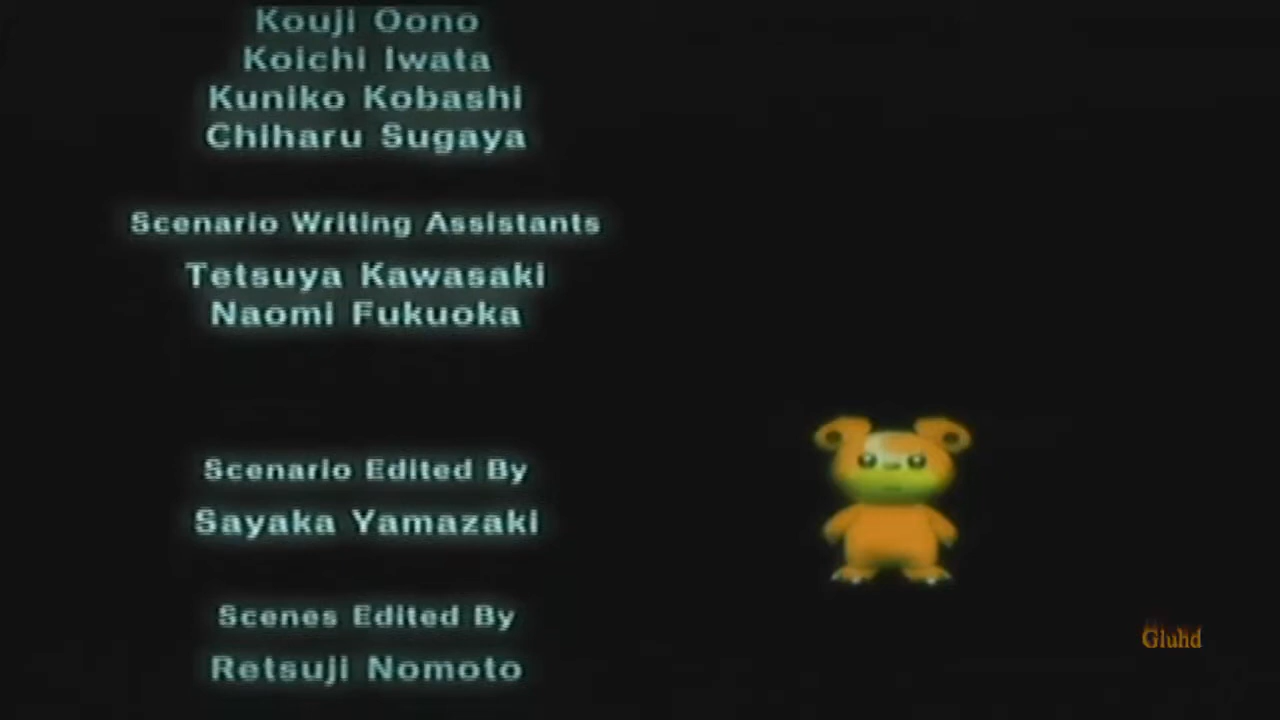 Kouji Oono
Koichi Iwata
Kuniko Kobashi
Chiharu Sugaya
Scenario Writing Assistants
Tetsuya Kawasaki
Naomi Fukuoka
Scenario Edited By
Sayaka Yamazaki
Scenes Edited By
Retsuji Nomoto
Gluhd